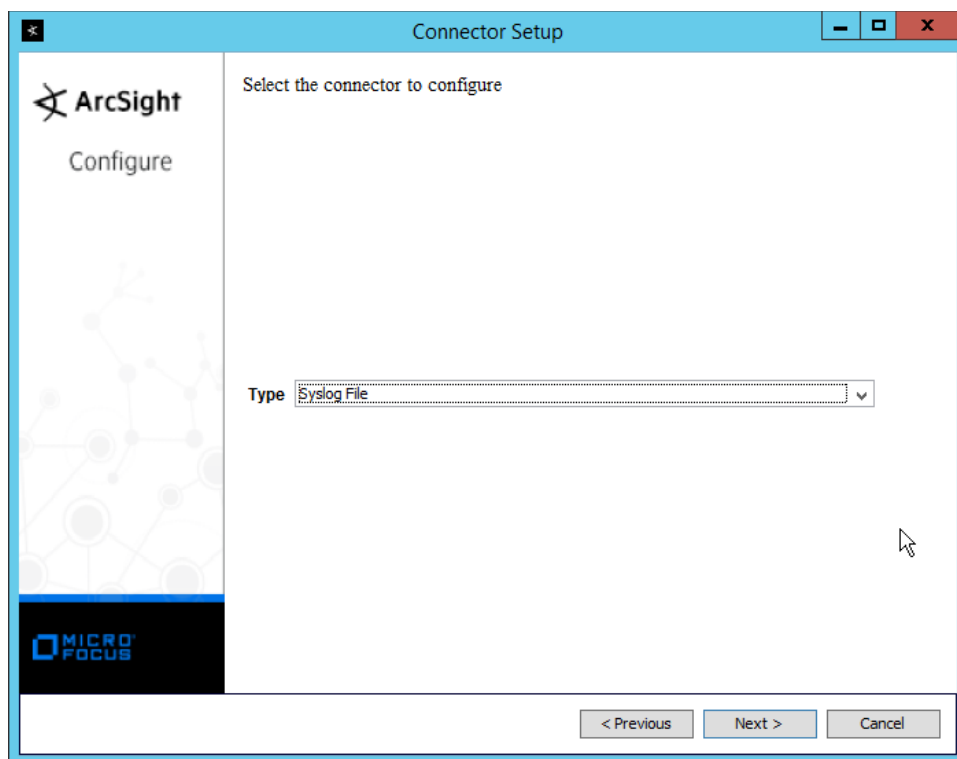 Connector Setup
ArcSight
Configure
Select the connector to configure
Type Syslog File
MICRO
FOCUS
< Previous Next > Cancel